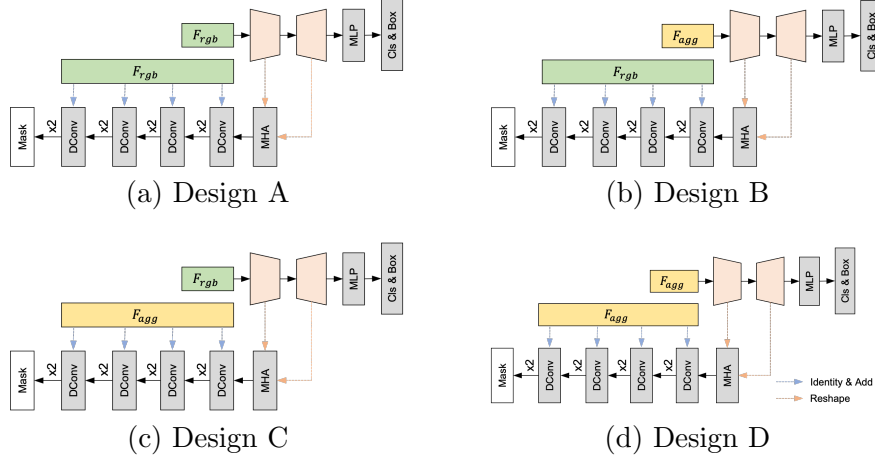 F_rgb
MLP
Cls & Box
F_rgb
Mask
x2
DConv
x2
DConv
x2
DConv
x2
DConv
MHA
(a) Design A
F_agg
MLP
Cls & Box
F_rgb
Mask
x2
DConv
x2
DConv
x2
DConv
x2
DConv
MHA
(b) Design B
F_rgb
MLP
Cls & Box
F_agg
Mask
x2
DConv
x2
DConv
x2
DConv
x2
DConv
MHA
(c) Design C
F_agg
MLP
Cls & Box
F_agg
Mask
x2
DConv
x2
DConv
x2
DConv
x2
DConv
MHA
Identity & Add
Reshape
(d) Design D